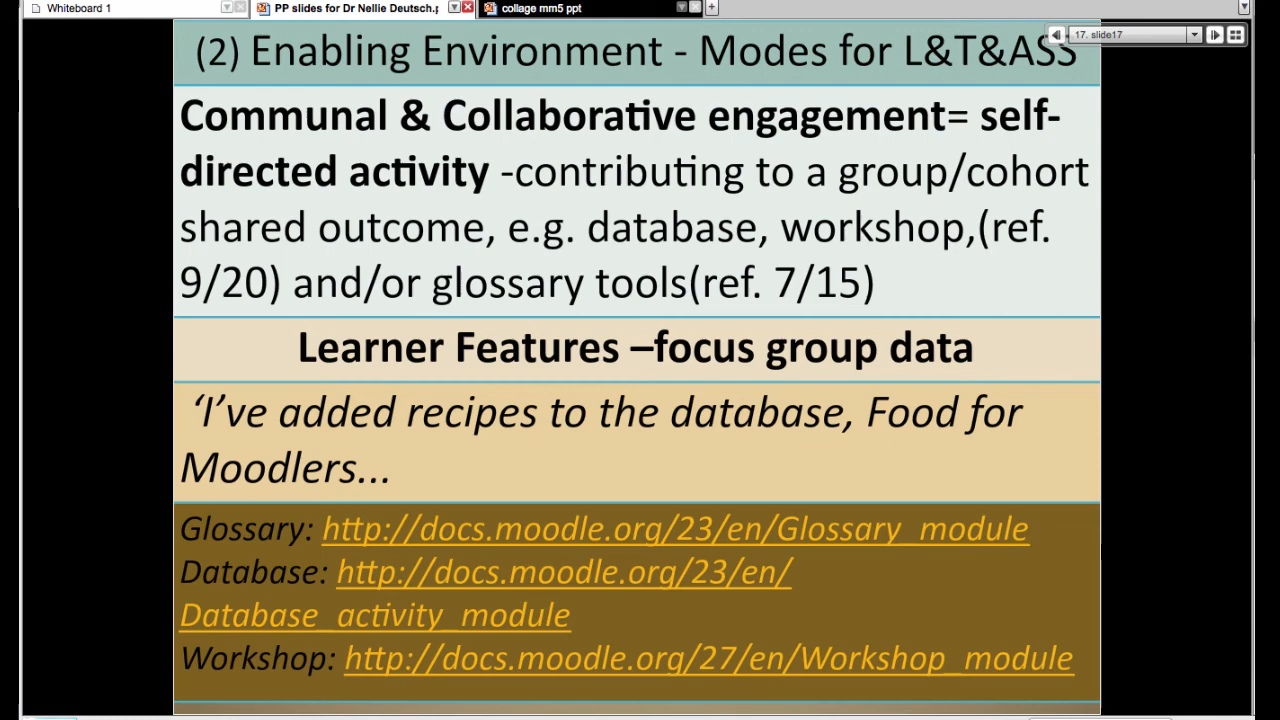 Whiteboard 1
PP slides for Dr Nellie Deutsch.p
collage mm5 ppt
17. slide17
(2) Enabling Environment - Modes for L&T&ASS
Communal & Collaborative engagement= self-
directed activity -contributing to a group/cohort
shared outcome, e.g. database, workshop,(ref.
9/20) and/or glossary tools(ref. 7/15)
Learner Features –focus group data
‘I’ve added recipes to the database, Food for
Moodlers...
Glossary: http://docs.moodle.org/23/en/Glossary_module
Database: http://docs.moodle.org/23/en/
Database_activity_module
Workshop: http://docs.moodle.org/27/en/Workshop_module